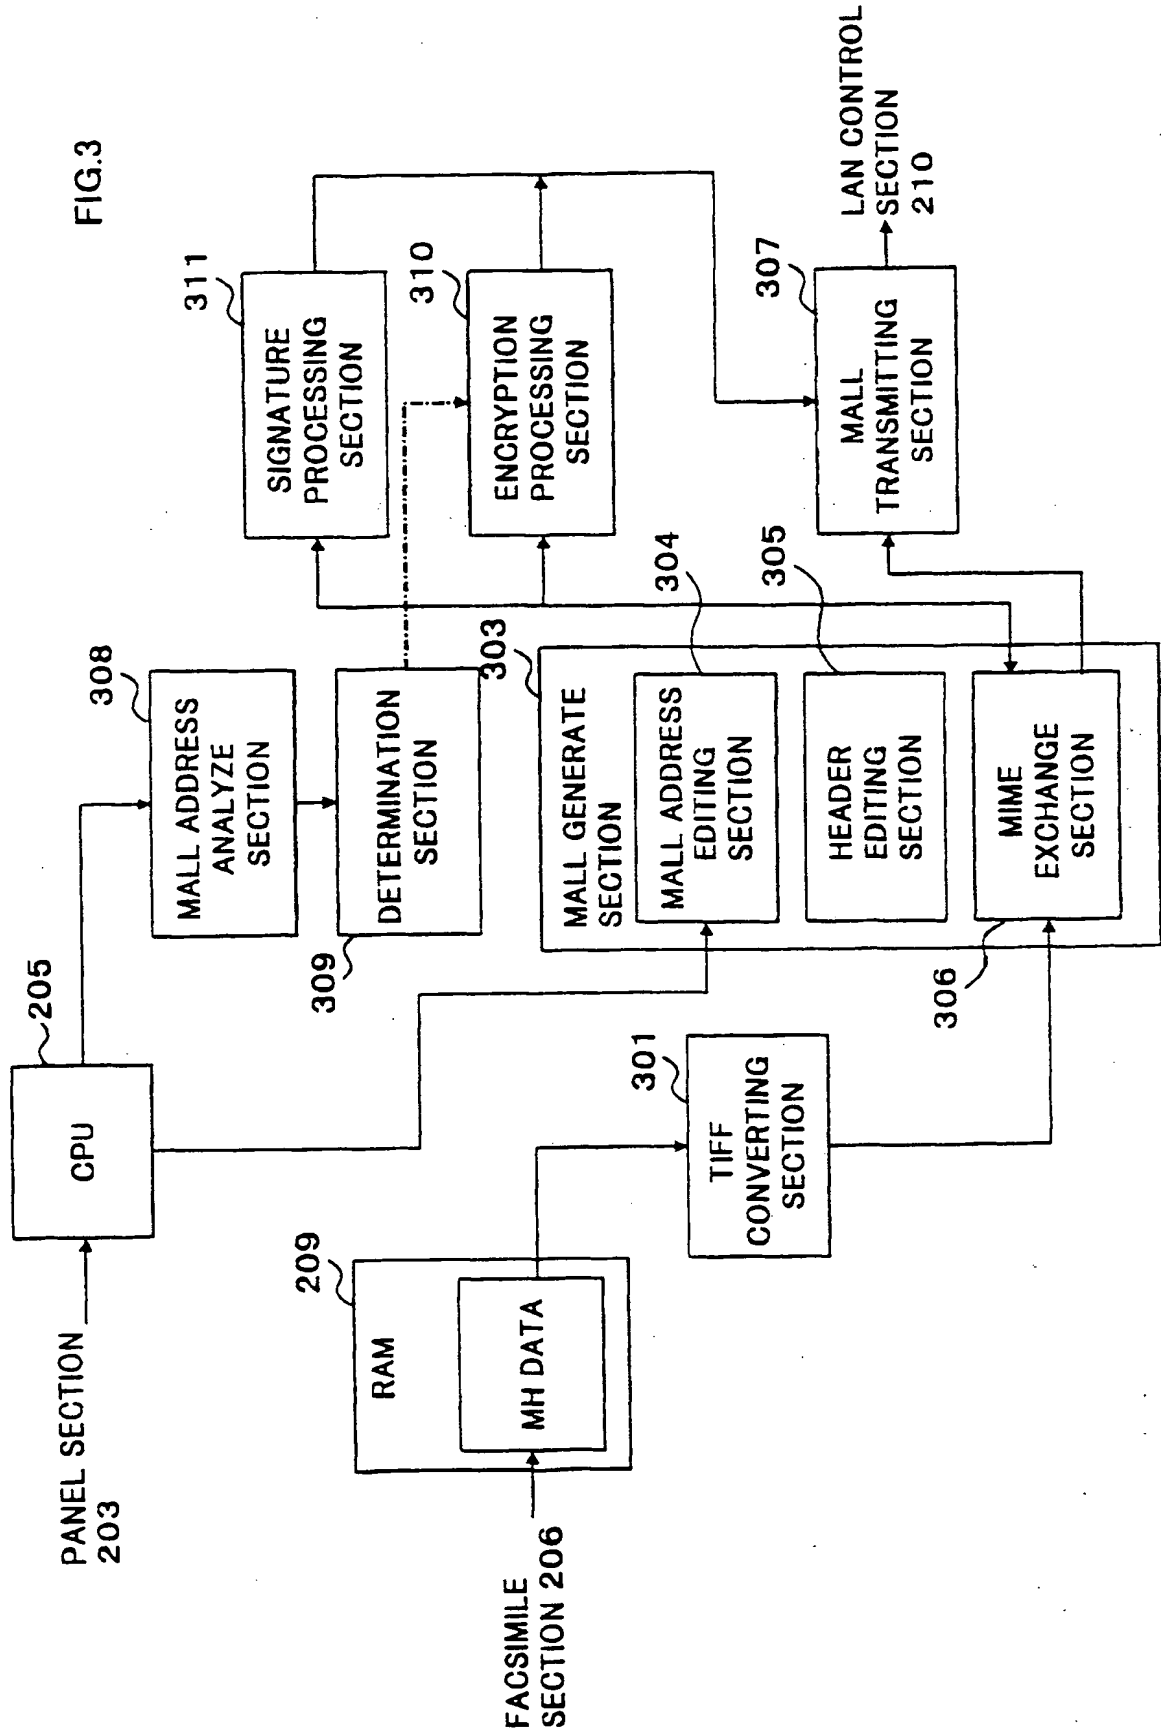 FIG.3
PANEL SECTION
203
205
CPU
308
MALL ADDRESS
ANALYZE
SECTION
309
DETERMINATION
SECTION
311
SIGNATURE
PROCESSING
SECTION
310
ENCRYPTION
PROCESSING
SECTION
209
RAM
MH DATA
FACSIMILE
SECTION 206
301
TIFF
CONVERTING
SECTION
303
MALL GENERATE
SECTION
304
MALL ADDRESS
EDITING
SECTION
305
HEADER
EDITING
SECTION
306
MIME
EXCHANGE
SECTION
307
MALL
TRANSMITTING
SECTION
LAN CONTROL
SECTION
210